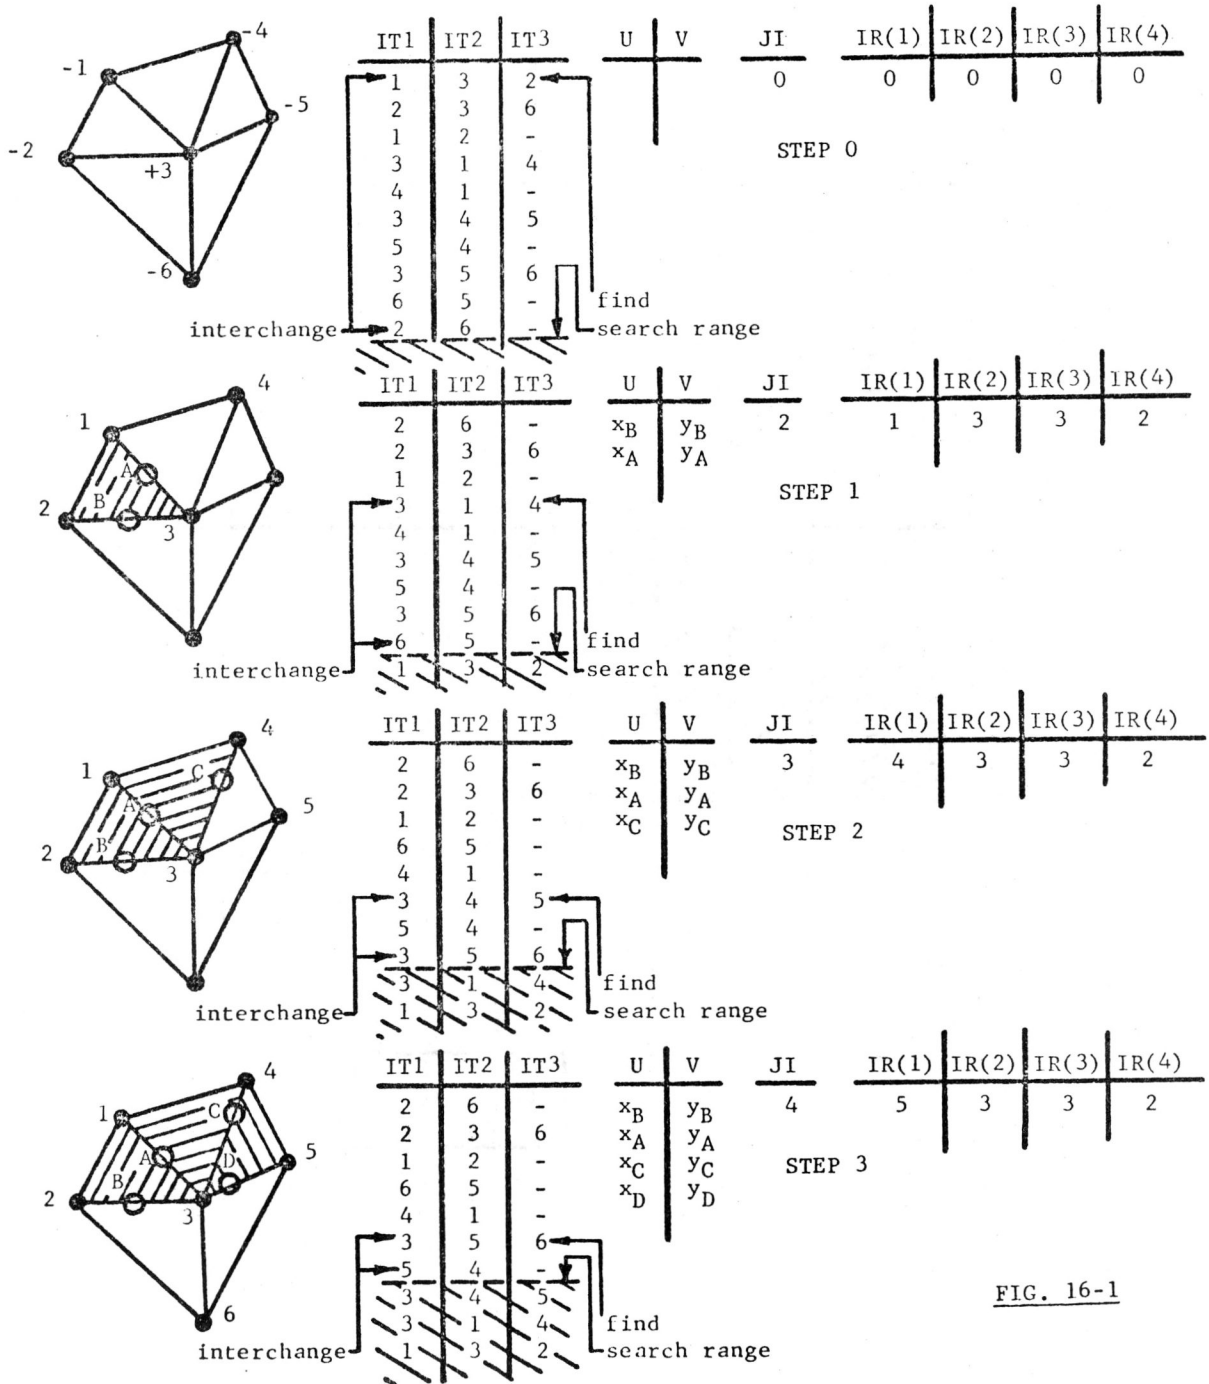 -4
-1
-5
-2
+3
-6
IT1 IT2 IT3 U V JI IR(1) IR(2) IR(3) IR(4)
1 3 2 0 0 0 0 0
2 3 6
1 2 -
3 1 4 STEP 0
4 1 -
3 4 5
5 4 -
3 5 6
6 5 - find
interchange 2 6 - search range
4
1
A
B
2
3
IT1 IT2 IT3 U V JI IR(1) IR(2) IR(3) IR(4)
2 6 - xB yB 2 1 3 3 2
2 3 6 xA yA
1 2 -
3 1 4 STEP 1
4 1 -
3 4 5
5 4 -
3 5 6
6 5 - find
interchange 1 3 2 search range
4
1
C
A
5
B
2
3
IT1 IT2 IT3 U V JI IR(1) IR(2) IR(3) IR(4)
2 6 - xB yB 3 4 3 3 2
2 3 6 xA yA
1 2 - xC yC STEP 2
6 5 -
4 1 -
3 4 5
5 4 -
3 5 6
3 1 4 find
interchange 1 3 2 search range
4
1
C
5
A
D
B
2
3
6
IT1 IT2 IT3 U V JI IR(1) IR(2) IR(3) IR(4)
2 6 - xB yB 4 5 3 3 2
2 3 6 xA yA
1 2 - xC yC STEP 3
6 5 - xD yD
4 1 -
3 5 6
5 4 -
3 4 5
3 1 4 find
interchange 1 3 2 search range
FIG. 16-1